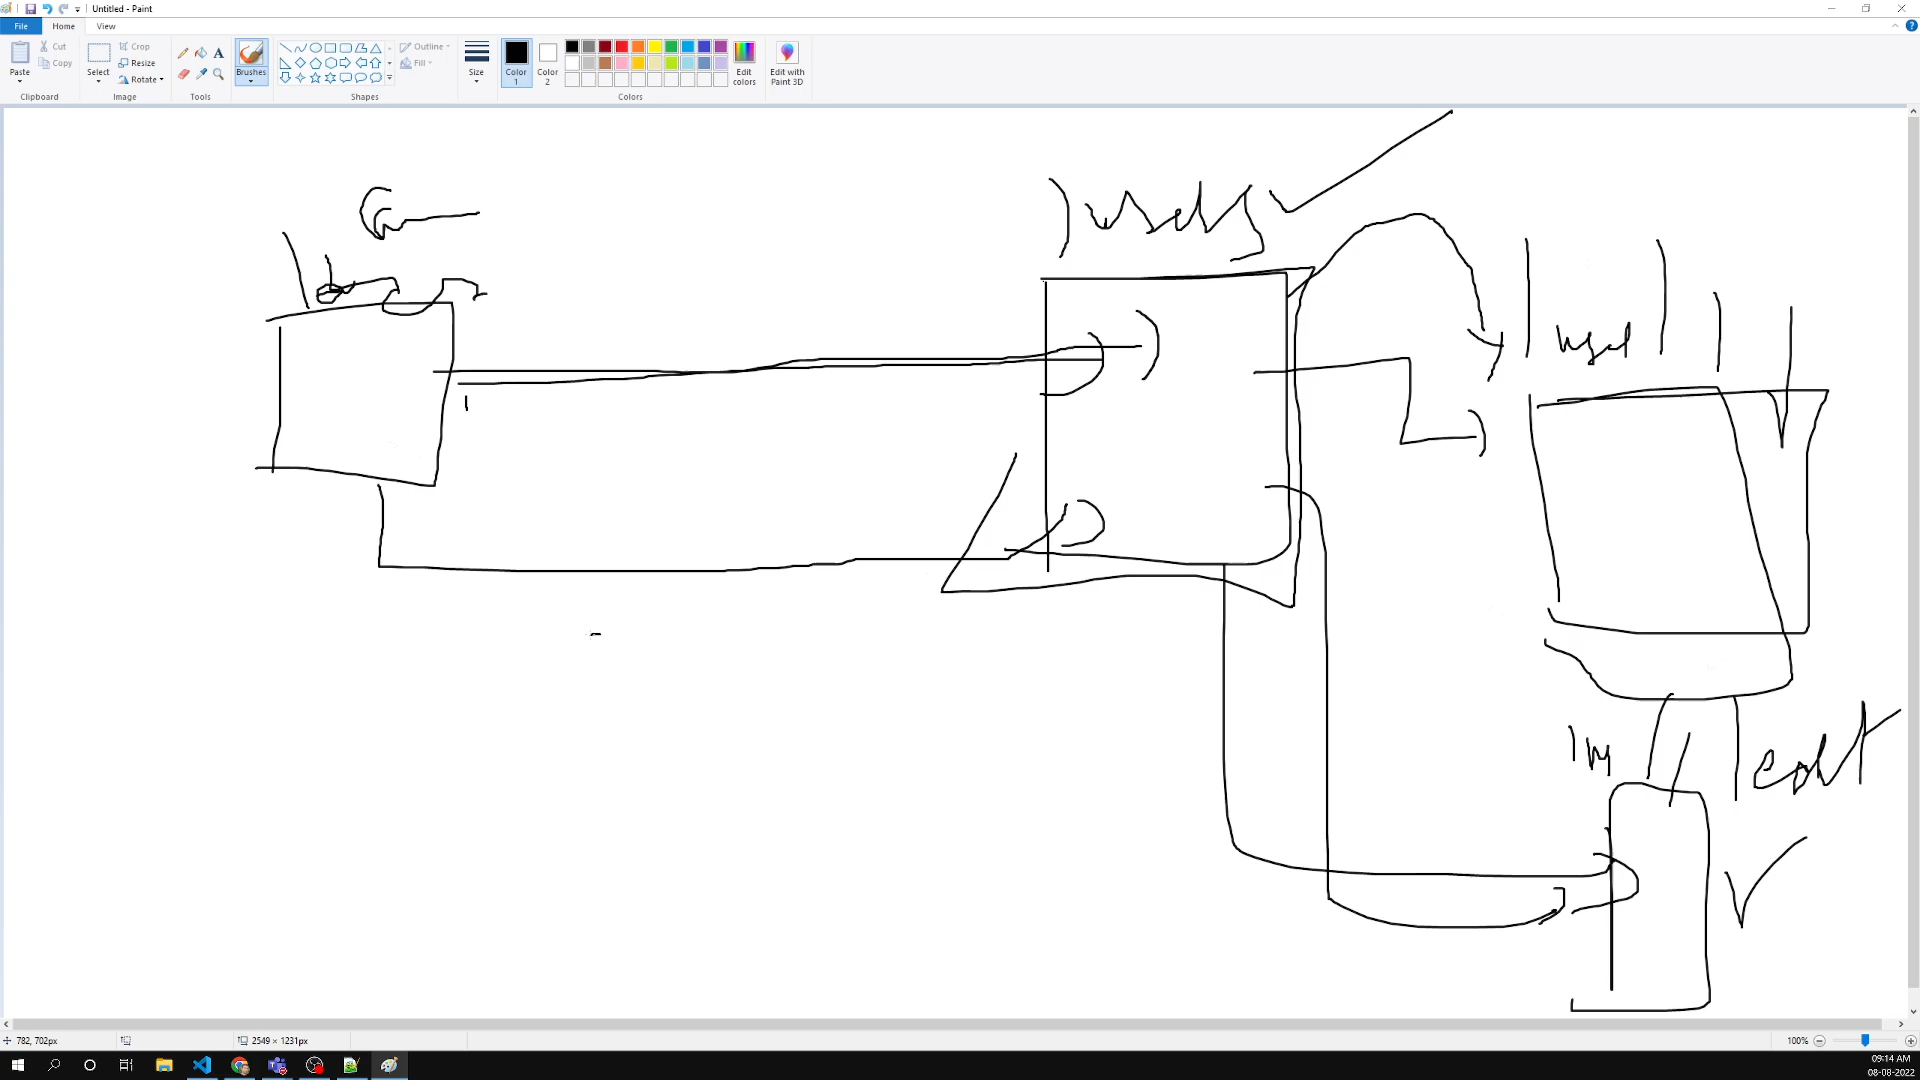 Untitled - Paint
File Home View
Paste Cut Copy
Select Crop Resize Rotate
Brushes
Outline Fill
Size
Color 1
Color 2
Edit colors
Edit with Paint 3D
Clipboard Image Tools Shapes Colors
782, 702px
2549 × 1231px
100%
09:14 AM
08-08-2022